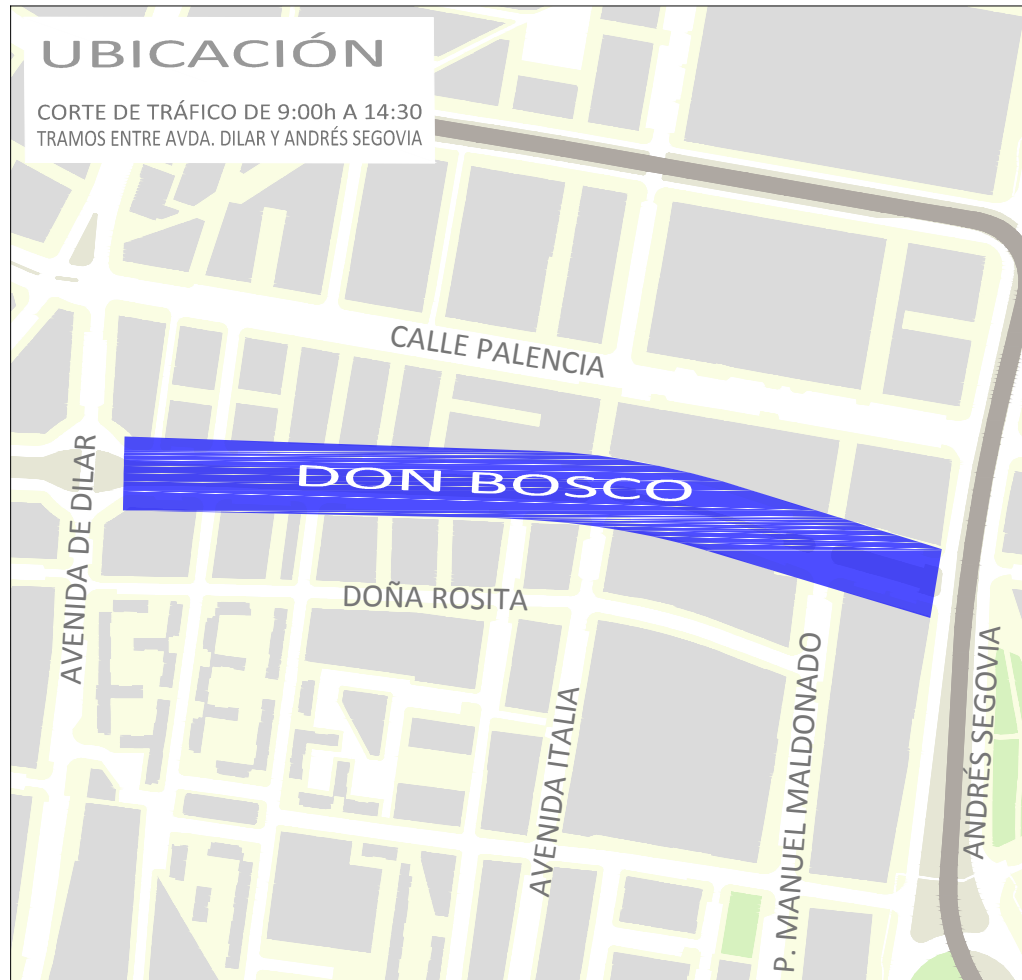 UBICACIÓN
CORTE DE TRÁFICO DE 9:00h A 14:30
TRAMOS ENTRE AVDA. DILAR Y ANDRÉS SEGOVIA
CALLE PALENCIA
DON BOSCO
AVENIDA DE DILAR
DOÑA ROSITA
AVENIDA ITALIA
P. MANUEL MALDONADO
ANDRÉS SEGOVIA